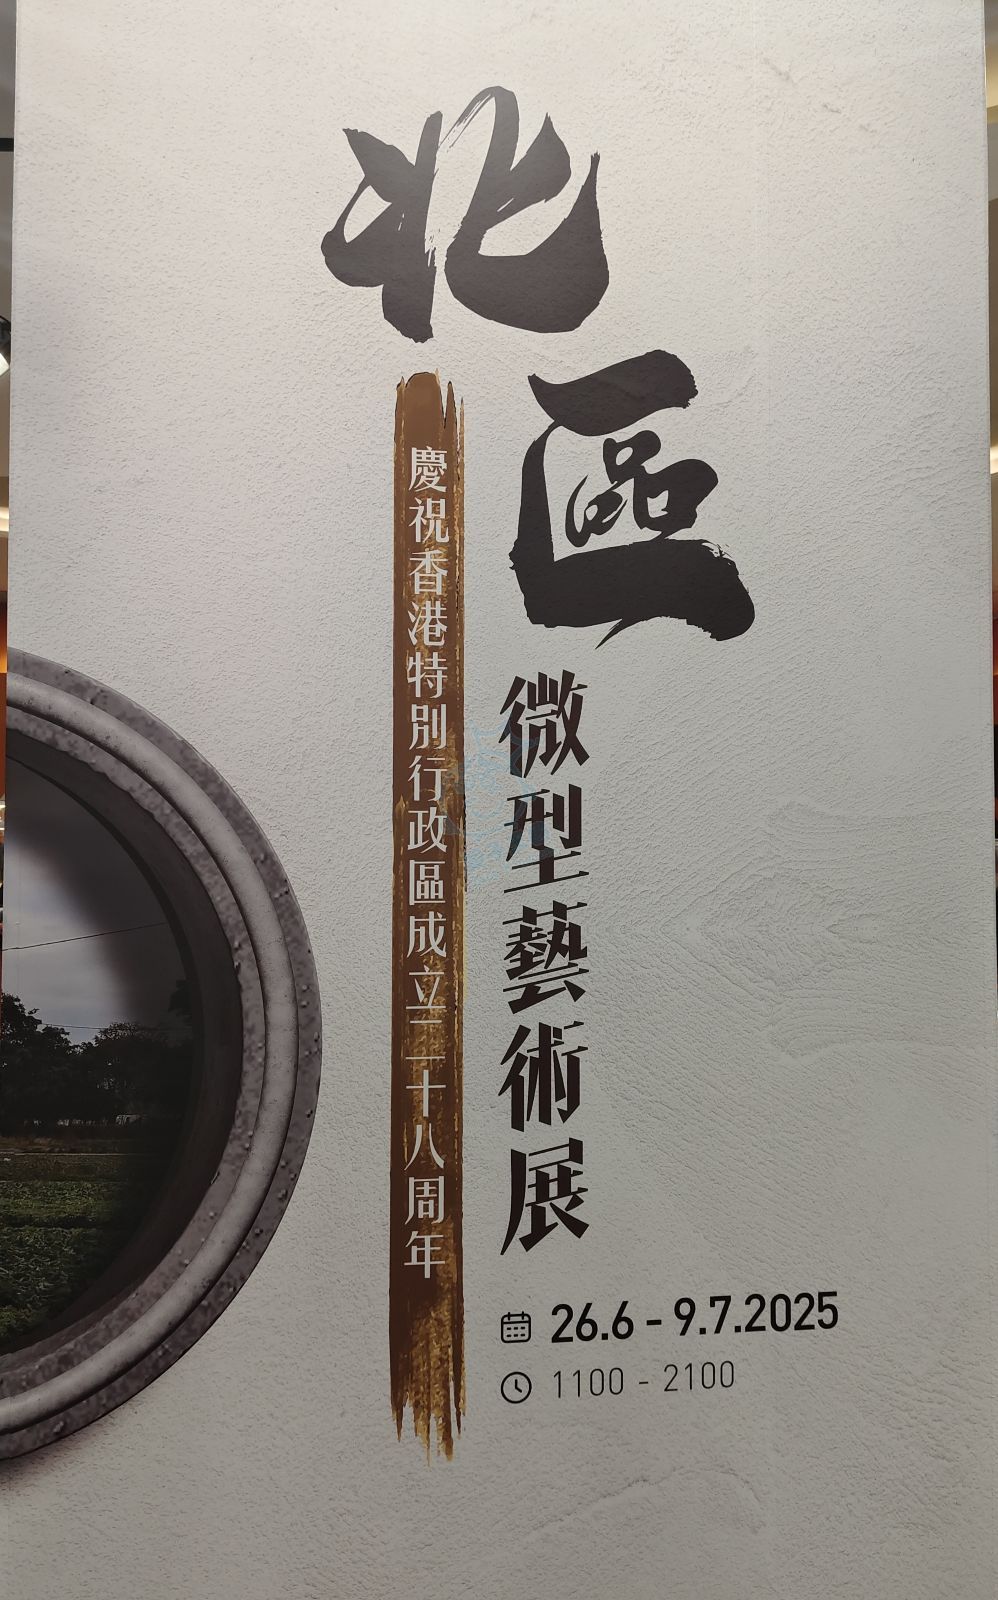 北區
微型藝術展
慶祝香港特別行政區成立二十八周年
26.6 - 9.7.2025
1100 - 2100